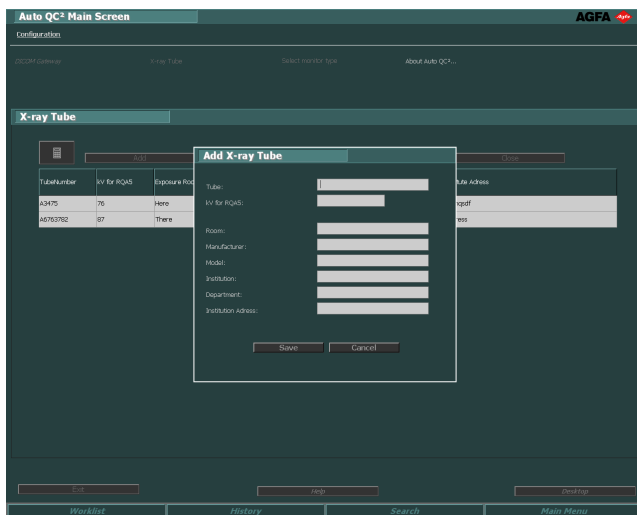 Auto QC² Main Screen
AGFA Agfa
Configuration
DICOM Gateway X-ray Tube Select monitor type About Auto QC²...
X-ray Tube
Add Close
TubeNumber kV for RQA5 Exposure Roo tute Adress
A3475 76 Here nqsdf
A6763782 87 There ress
Add X-ray Tube
Tube:
kV for RQA5:
Room:
Manufacturer:
Model:
Institution:
Department:
Institution Adress:
Save Cancel
Exit Help Desktop
Worklist History Search Main Menu